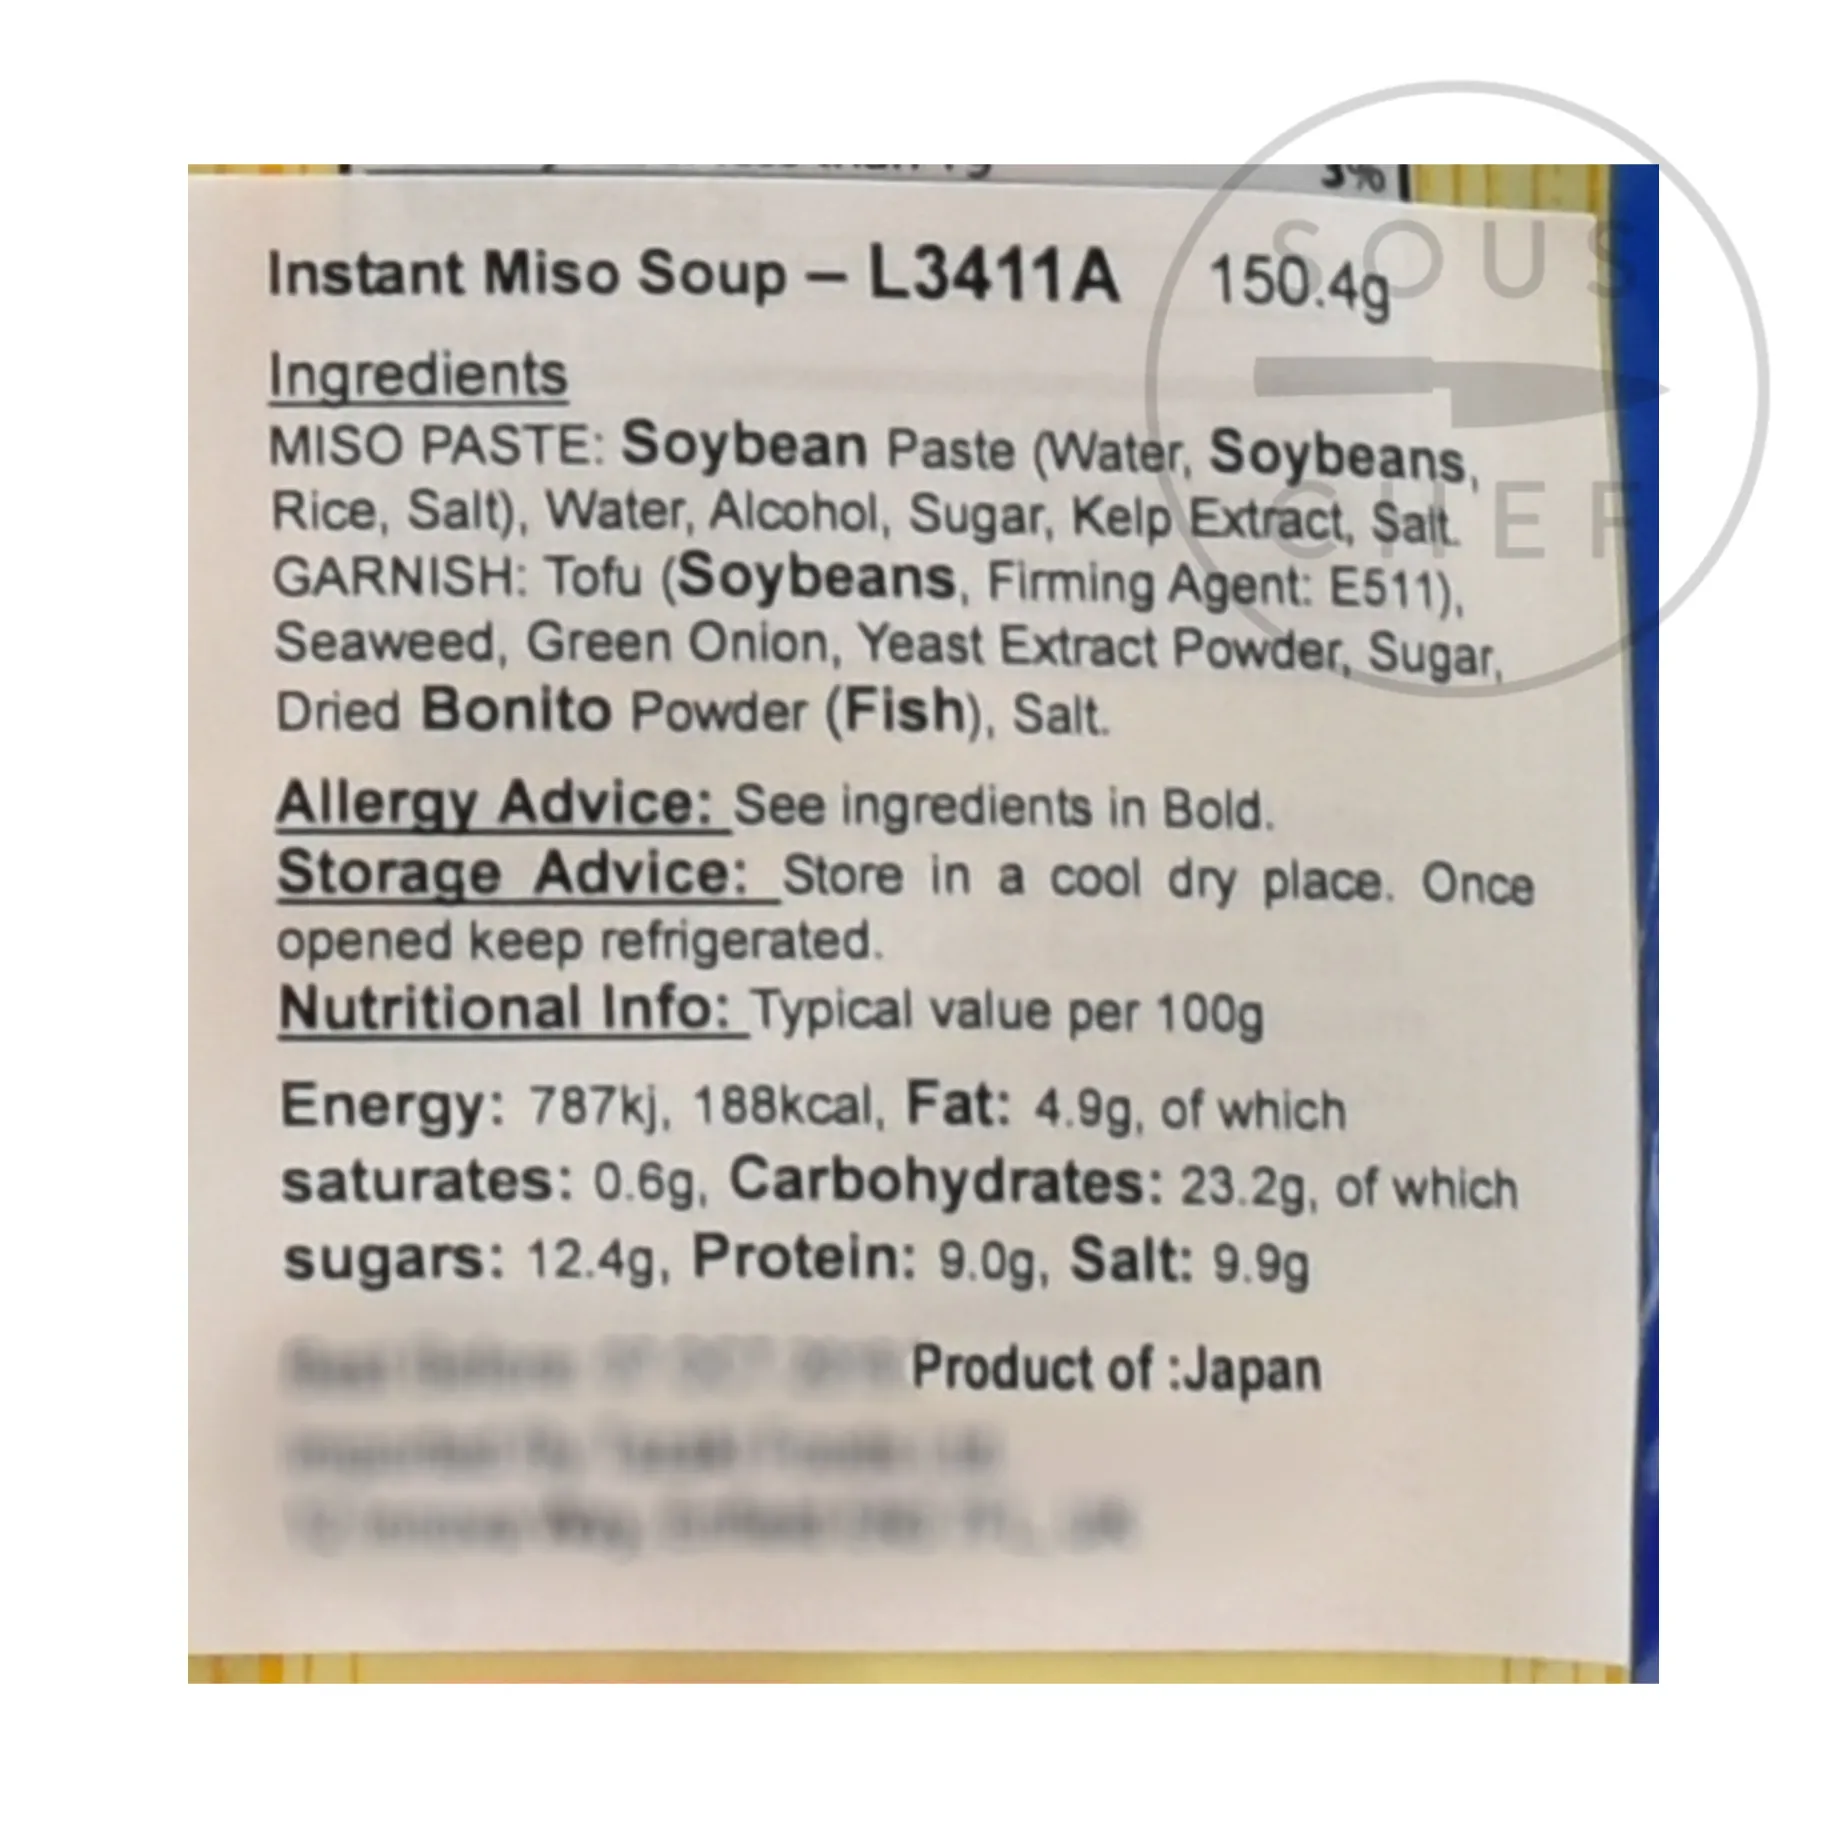 3%
Instant Miso Soup – L3411A 150.4g
Ingredients
MISO PASTE: Soybean Paste (Water, Soybeans,
Rice, Salt), Water, Alcohol, Sugar, Kelp Extract, Salt.
GARNISH: Tofu (Soybeans, Firming Agent: E511),
Seaweed, Green Onion, Yeast Extract Powder, Sugar,
Dried Bonito Powder (Fish), Salt.
Allergy Advice: See ingredients in Bold.
Storage Advice: Store in a cool dry place. Once
opened keep refrigerated.
Nutritional Info: Typical value per 100g
Energy: 787kj, 188kcal, Fat: 4.9g, of which
saturates: 0.6g, Carbohydrates: 23.2g, of which
sugars: 12.4g, Protein: 9.0g, Salt: 9.9g
Product of :Japan
SOUS
CHEF